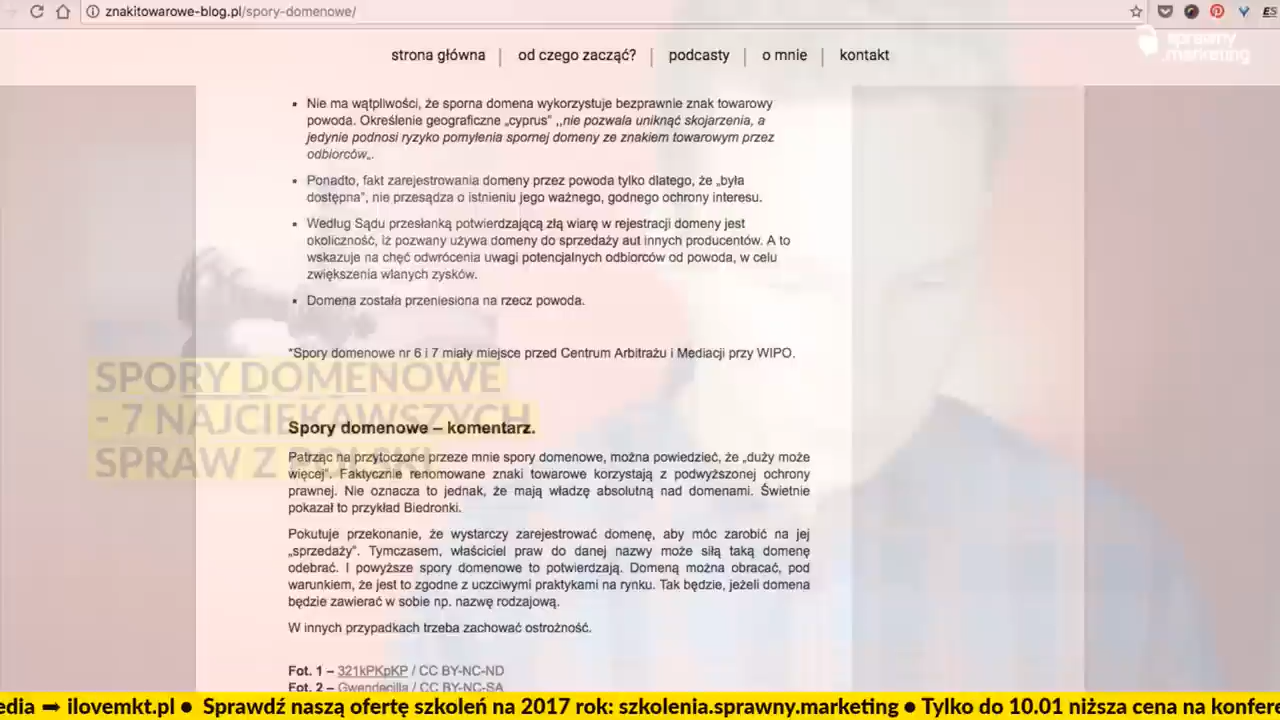 znakitowarowe-blog.pl/spory-domenowe/
ES
sprawny
.marketing
strona główna | od czego zacząć? | podcasty | o mnie | kontakt
Nie ma wątpliwości, że sporna domena wykorzystuje bezprawnie znak towarowy
powoda. Określenie geograficzne „cyprus" ,,nie pozwala uniknąć skojarzenia, a
jedynie podnosi ryzyko pomylenia spornej domeny ze znakiem towarowym przez
odbiorców„.
Ponadto, fakt zarejestrowania domeny przez powoda tylko dlatego, że „była
dostępna", nie przesądza o istnieniu jego ważnego, godnego ochrony interesu.
Według Sądu przesłanką potwierdzającą złą wiarę w rejestracji domeny jest
okoliczność, iż pozwany używa domeny do sprzedaży aut innych producentów. A to
wskazuje na chęć odwrócenia uwagi potencjalnych odbiorców od powoda, w celu
zwiększenia wlanych zysków.
Domena została przeniesiona na rzecz powoda.
*Spory domenowe nr 6 i 7 miały miejsce przed Centrum Arbitrażu i Mediacji przy WIPO.
SPORY DOMENOWE
- 7 NAJCIEKAWSZYCH
SPRAW Z POLSKI
Spory domenowe – komentarz.
Patrząc na przytoczone przeze mnie spory domenowe, można powiedzieć, że „duży może
więcej". Faktycznie renomowane znaki towarowe korzystają z podwyższonej ochrony
prawnej. Nie oznacza to jednak, że mają władzę absolutną nad domenami. Świetnie
pokazał to przykład Biedronki.
Pokutuje przekonanie, że wystarczy zarejestrować domenę, aby móc zarobić na jej
„sprzedaży". Tymczasem, właściciel praw do danej nazwy może siłą taką domenę
odebrać. I powyższe spory domenowe to potwierdzają. Domeną można obracać, pod
warunkiem, że jest to zgodne z uczciwymi praktykami na rynku. Tak będzie, jeżeli domena
będzie zawierać w sobie np. nazwę rodzajową.
W innych przypadkach trzeba zachować ostrożność.
Fot. 1 – 321kPKpKP / CC BY-NC-ND
Fot. 2 – Gwendecilla / CC BY-NC-SA
edia ➡ ilovemkt.pl ● Sprawdź naszą ofertę szkoleń na 2017 rok: szkolenia.sprawny.marketing ● Tylko do 10.01 niższa cena na konfere